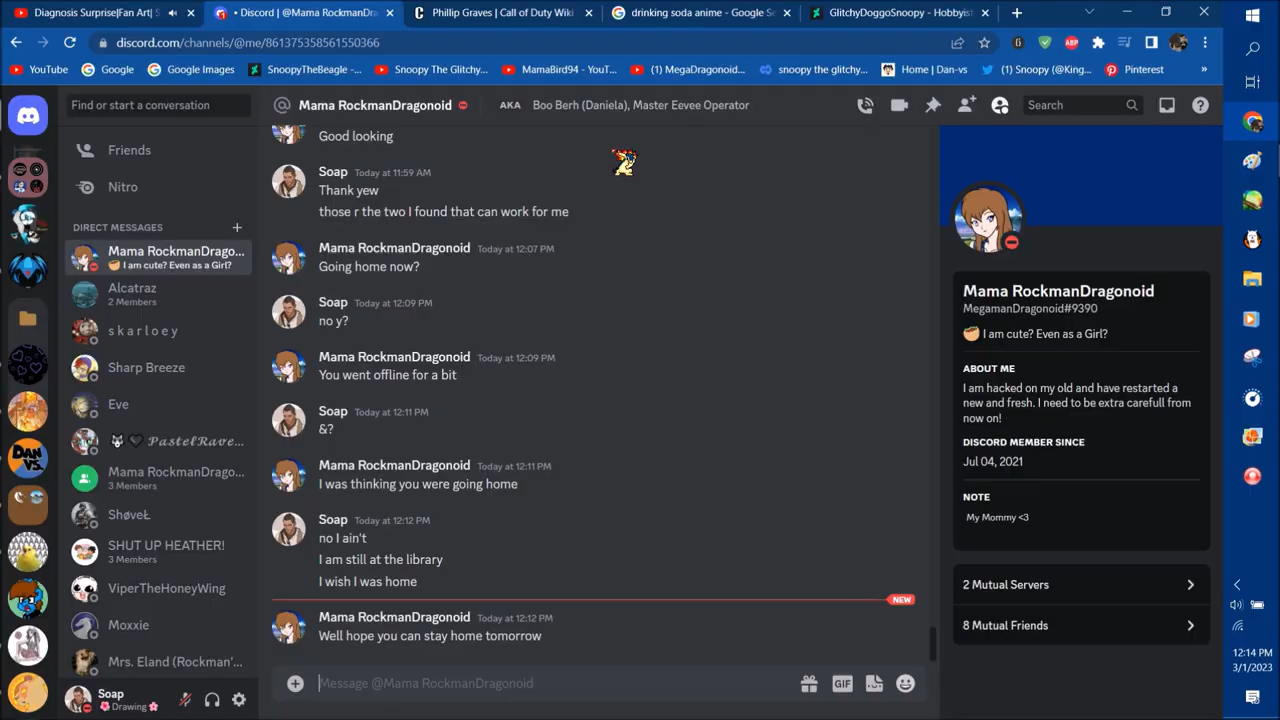 Diagnosis Surprise|Fan Art| S
• Discord | @Mama RockmanDra
Phillip Graves | Call of Duty Wiki
drinking soda anime - Google Se
GlitchyDoggoSnoopy - Hobbyist
discord.com/channels/@me/861375358561550366
YouTube
Google
Google Images
SnoopyTheBeagle -...
Snoopy The Glitchy...
MamaBird94 - YouT...
(1) MegaDragonoid...
snoopy the glitchy...
Home | Dan-vs
(1) Snoopy (@King...
Pinterest
»
Find or start a conversation
Mama RockmanDragonoid
AKA
Boo Berh (Daniela), Master Eevee Operator
Search
Friends
Nitro
DIRECT MESSAGES
Mama RockmanDrago...
I am cute? Even as a Girl?
Alcatraz
2 Members
s k a r l o e y
Sharp Breeze
Eve
𝓟𝓪𝓼𝓽𝓮𝓵𝓡𝓪𝓿𝓮...
Mama RockmanDrago...
3 Members
ShøveŁ
SHUT UP HEATHER!
3 Members
ViperTheHoneyWing
Moxxie
Mrs. Eland (Rockman'...
Soap
Drawing
Good looking
Soap Today at 11:59 AM
Thank yew
those r the two I found that can work for me
Mama RockmanDragonoid Today at 12:07 PM
Going home now?
Soap Today at 12:09 PM
no y?
Mama RockmanDragonoid Today at 12:09 PM
You went offline for a bit
Soap Today at 12:11 PM
&?
Mama RockmanDragonoid Today at 12:11 PM
I was thinking you were going home
Soap Today at 12:12 PM
no I ain't
I am still at the library
I wish I was home
NEW
Mama RockmanDragonoid Today at 12:12 PM
Well hope you can stay home tomorrow
Message @Mama RockmanDragonoid
GIF
Mama RockmanDragonoid
MegamanDragonoid#9390
I am cute? Even as a Girl?
ABOUT ME
I am hacked on my old and have restarted a
new and fresh. I need to be extra carefull from
now on!
DISCORD MEMBER SINCE
Jul 04, 2021
NOTE
My Mommy <3
2 Mutual Servers
8 Mutual Friends
12:14 PM
3/1/2023